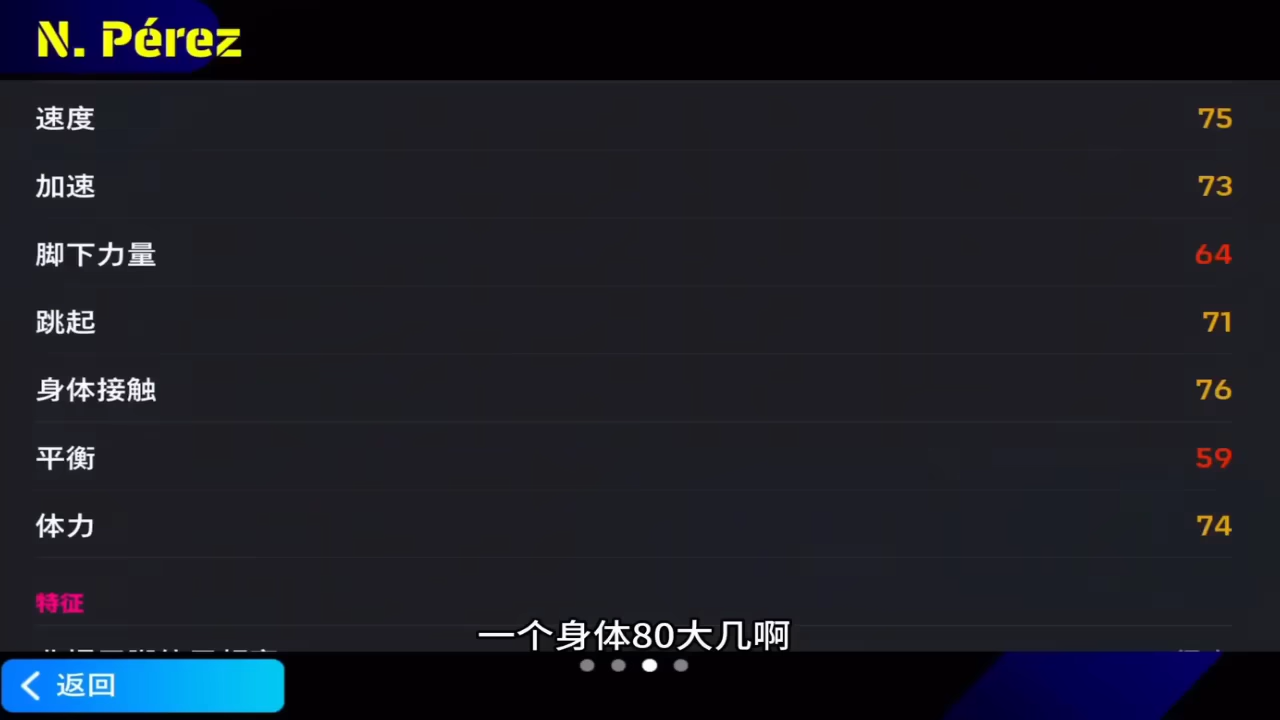 N. Pérez
速度 75
加速 73
脚下力量 64
跳起 71
身体接触 76
平衡 59
体力 74
特征
一个身体80大几啊
返回